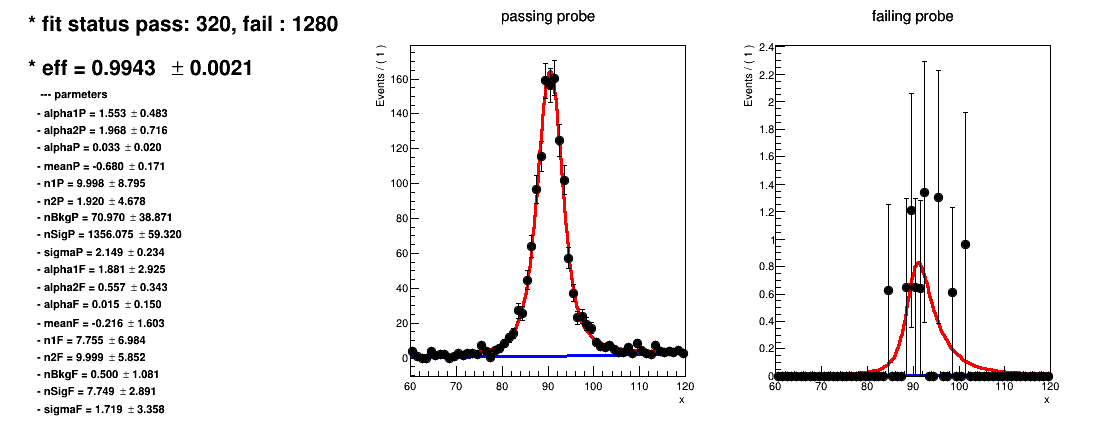 * fit status pass: 320, fail : 1280
* eff = 0.9943 ± 0.0021
--- parmeters
- alpha1P = 1.553 ± 0.483
- alpha2P = 1.968 ± 0.716
- alphaP = 0.033 ± 0.020
- meanP = -0.680 ± 0.171
- n1P = 9.998 ± 8.795
- n2P = 1.920 ± 4.678
- nBkgP = 70.970 ± 38.871
- nSigP = 1356.075 ± 59.320
- sigmaP = 2.149 ± 0.234
- alpha1F = 1.881 ± 2.925
- alpha2F = 0.557 ± 0.343
- alphaF = 0.015 ± 0.150
- meanF = -0.216 ± 1.603
- n1F = 7.755 ± 6.984
- n2F = 9.999 ± 5.852
- nBkgF = 0.500 ± 1.081
- nSigF = 7.749 ± 2.891
- sigmaF = 1.719 ± 3.358
passing probe
Events / ( 1 )
160
140
120
100
80
60
40
20
0
60 70 80 90 100 110 120
x
failing probe
Events / ( 1 )
2.4
2.2
2
1.8
1.6
1.4
1.2
1
0.8
0.6
0.4
0.2
0
60 70 80 90 100 110 120
x